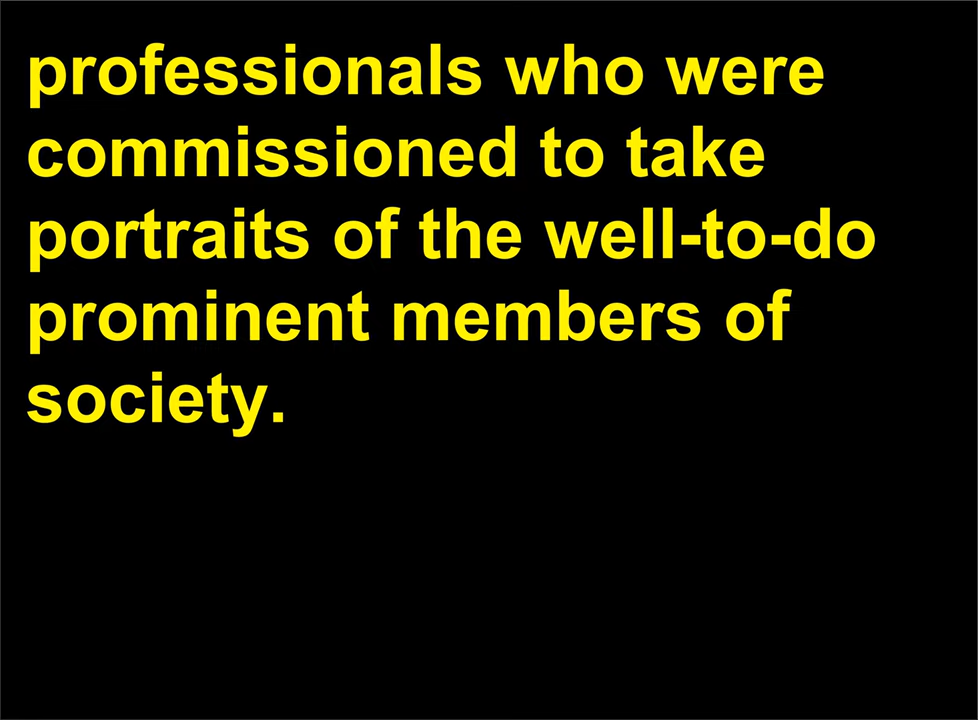 professionals who were
commissioned to take
portraits of the well-to-do
prominent members of
society.